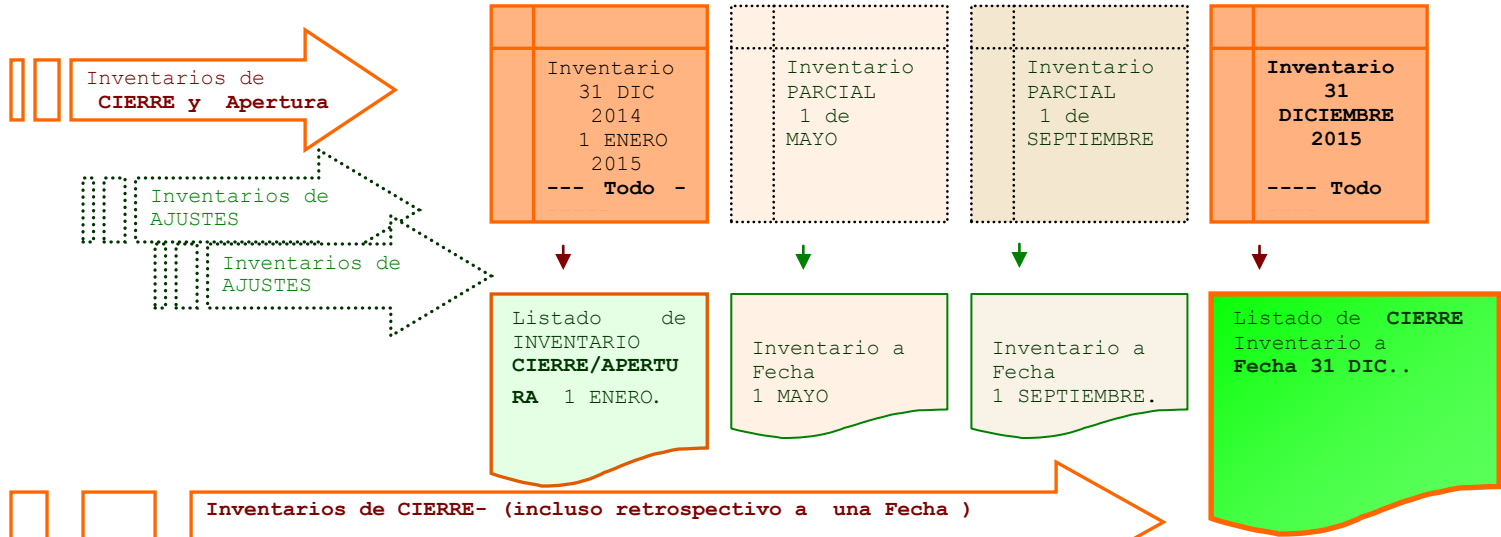 Inventarios de
CIERRE y Apertura
Inventarios de
AJUSTES
Inventarios de
AJUSTES
Inventario
31 DIC
2014
1 ENERO
2015
--- Todo -
Inventario
PARCIAL
1 de
MAYO
Inventario
PARCIAL
1 de
SEPTIEMBRE
Inventario
31
DICIEMBRE
2015
---- Todo
Listado de
INVENTARIO
CIERRE/APERTU
RA 1 ENERO.
Inventario a
Fecha
1 MAYO
Inventario a
Fecha
1 SEPTIEMBRE.
Listado de CIERRE
Inventario a
Fecha 31 DIC..
Inventarios de CIERRE- (incluso retrospectivo a una Fecha )